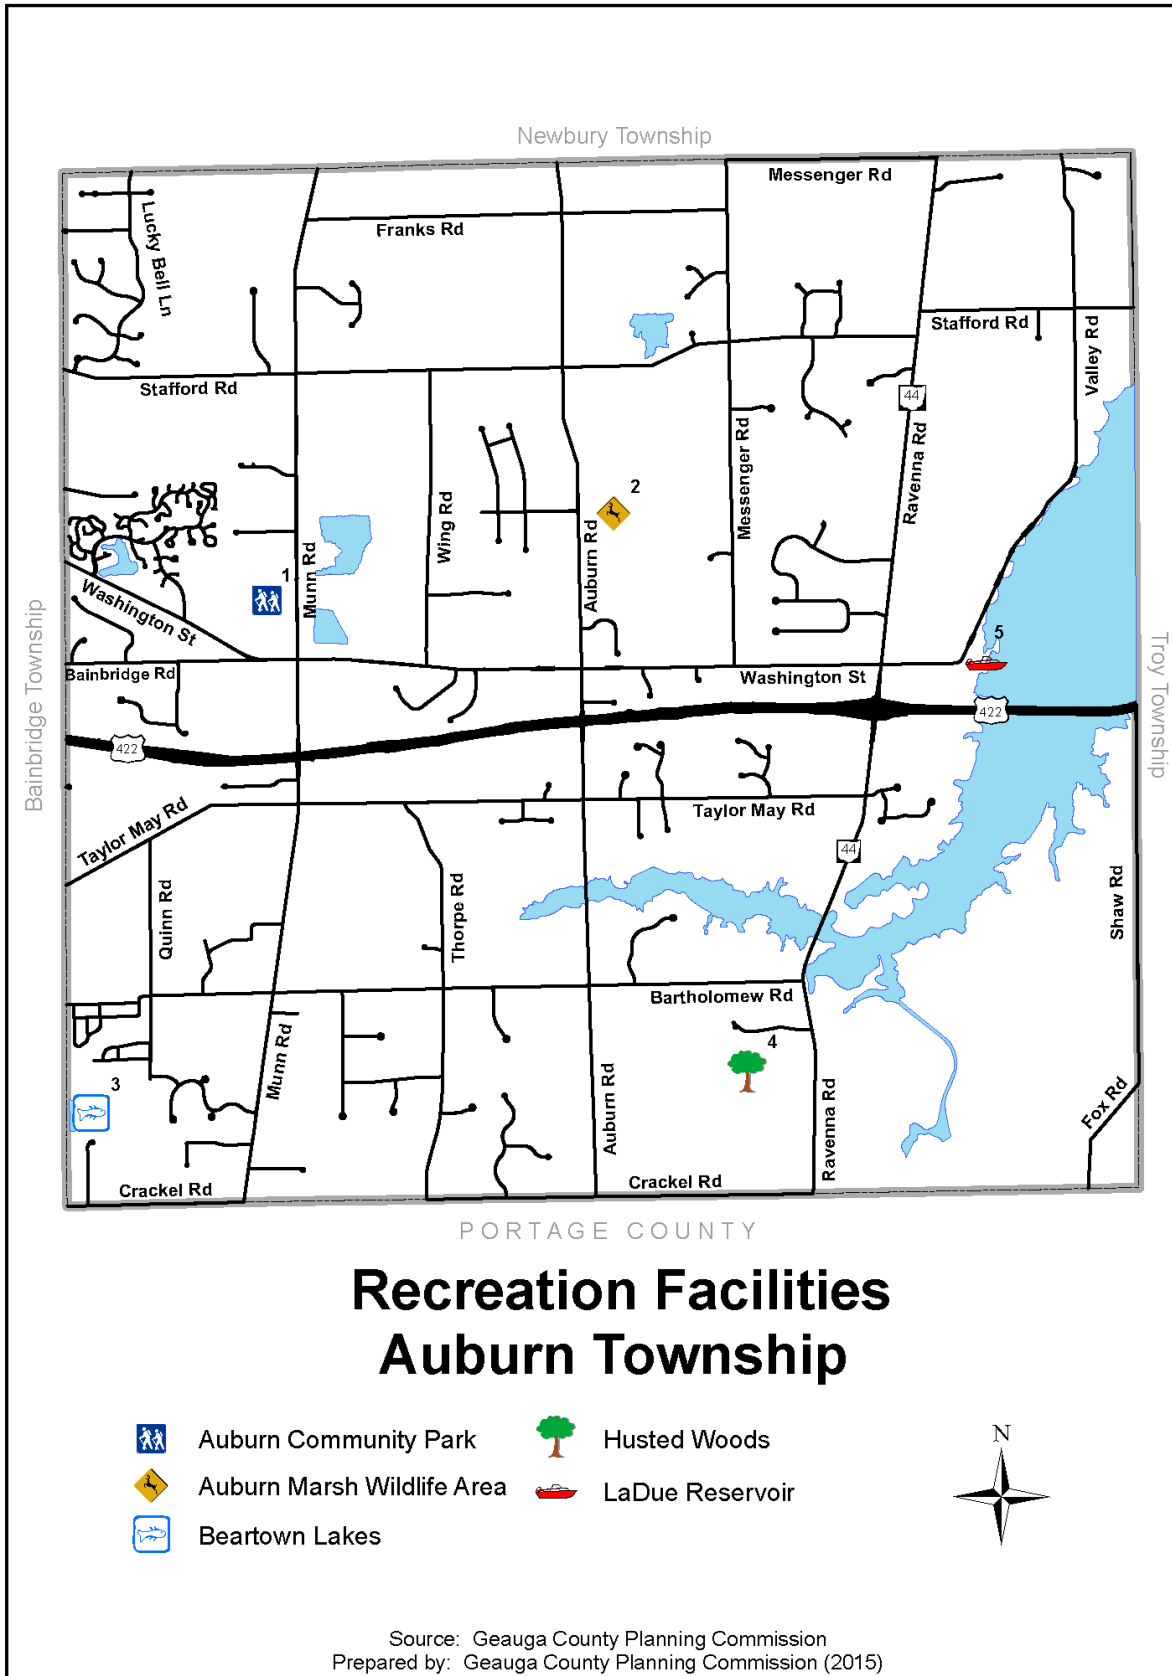 Newbury Township
Messenger Rd
Franks Rd
Lucky Bell Ln
Stafford Rd
Valley Rd
Stafford Rd
44
Ravenna Rd
Messenger Rd
2
Wing Rd
Auburn Rd
Munn Rd
1
Washington St
5
Bainbridge Township
Troy Township
Bainbridge Rd
Washington St
422
422
Taylor May Rd
Taylor May Rd
44
Quinn Rd
Thorpe Rd
Shaw Rd
Bartholomew Rd
Munn Rd
4
3
Auburn Rd
Ravenna Rd
Fox Rd
Crackel Rd
Crackel Rd
PORTAGE COUNTY
Recreation Facilities
Auburn Township
Auburn Community Park
Husted Woods
Auburn Marsh Wildlife Area
LaDue Reservoir
Beartown Lakes
N
Source: Geauga County Planning Commission
Prepared by: Geauga County Planning Commission (2015)